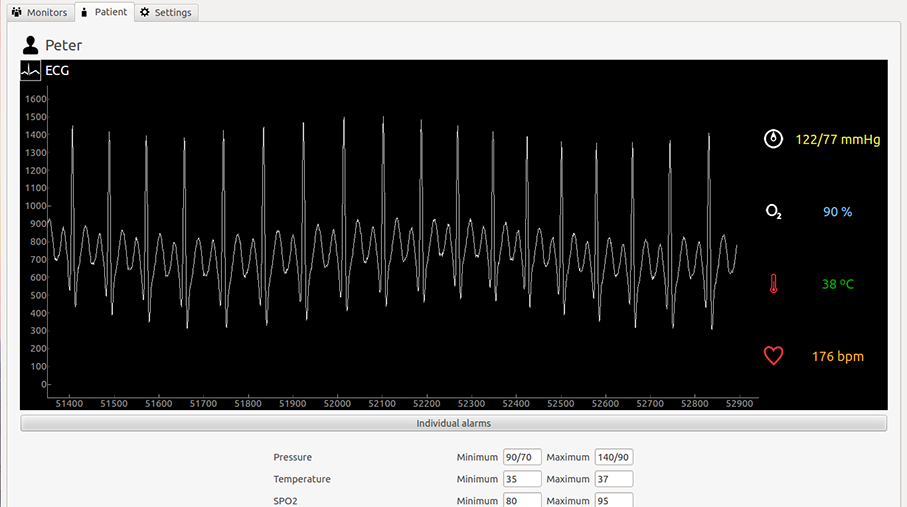 Monitors Patient Settings
Peter
ECG
1600
1500
1400
1300
1200
1100
1000
900
800
700
600
500
400
300
200
100
0
51400 51500 51600 51700 51800 51900 52000 52100 52200 52300 52400 52500 52600 52700 52800 52900
122/77 mmHg
O₂ 90 %
38 ºC
176 bpm
Individual alarms
Pressure Minimum 90/70 Maximum 140/90
Temperature Minimum 35 Maximum 37
SPO2 Minimum 80 Maximum 95